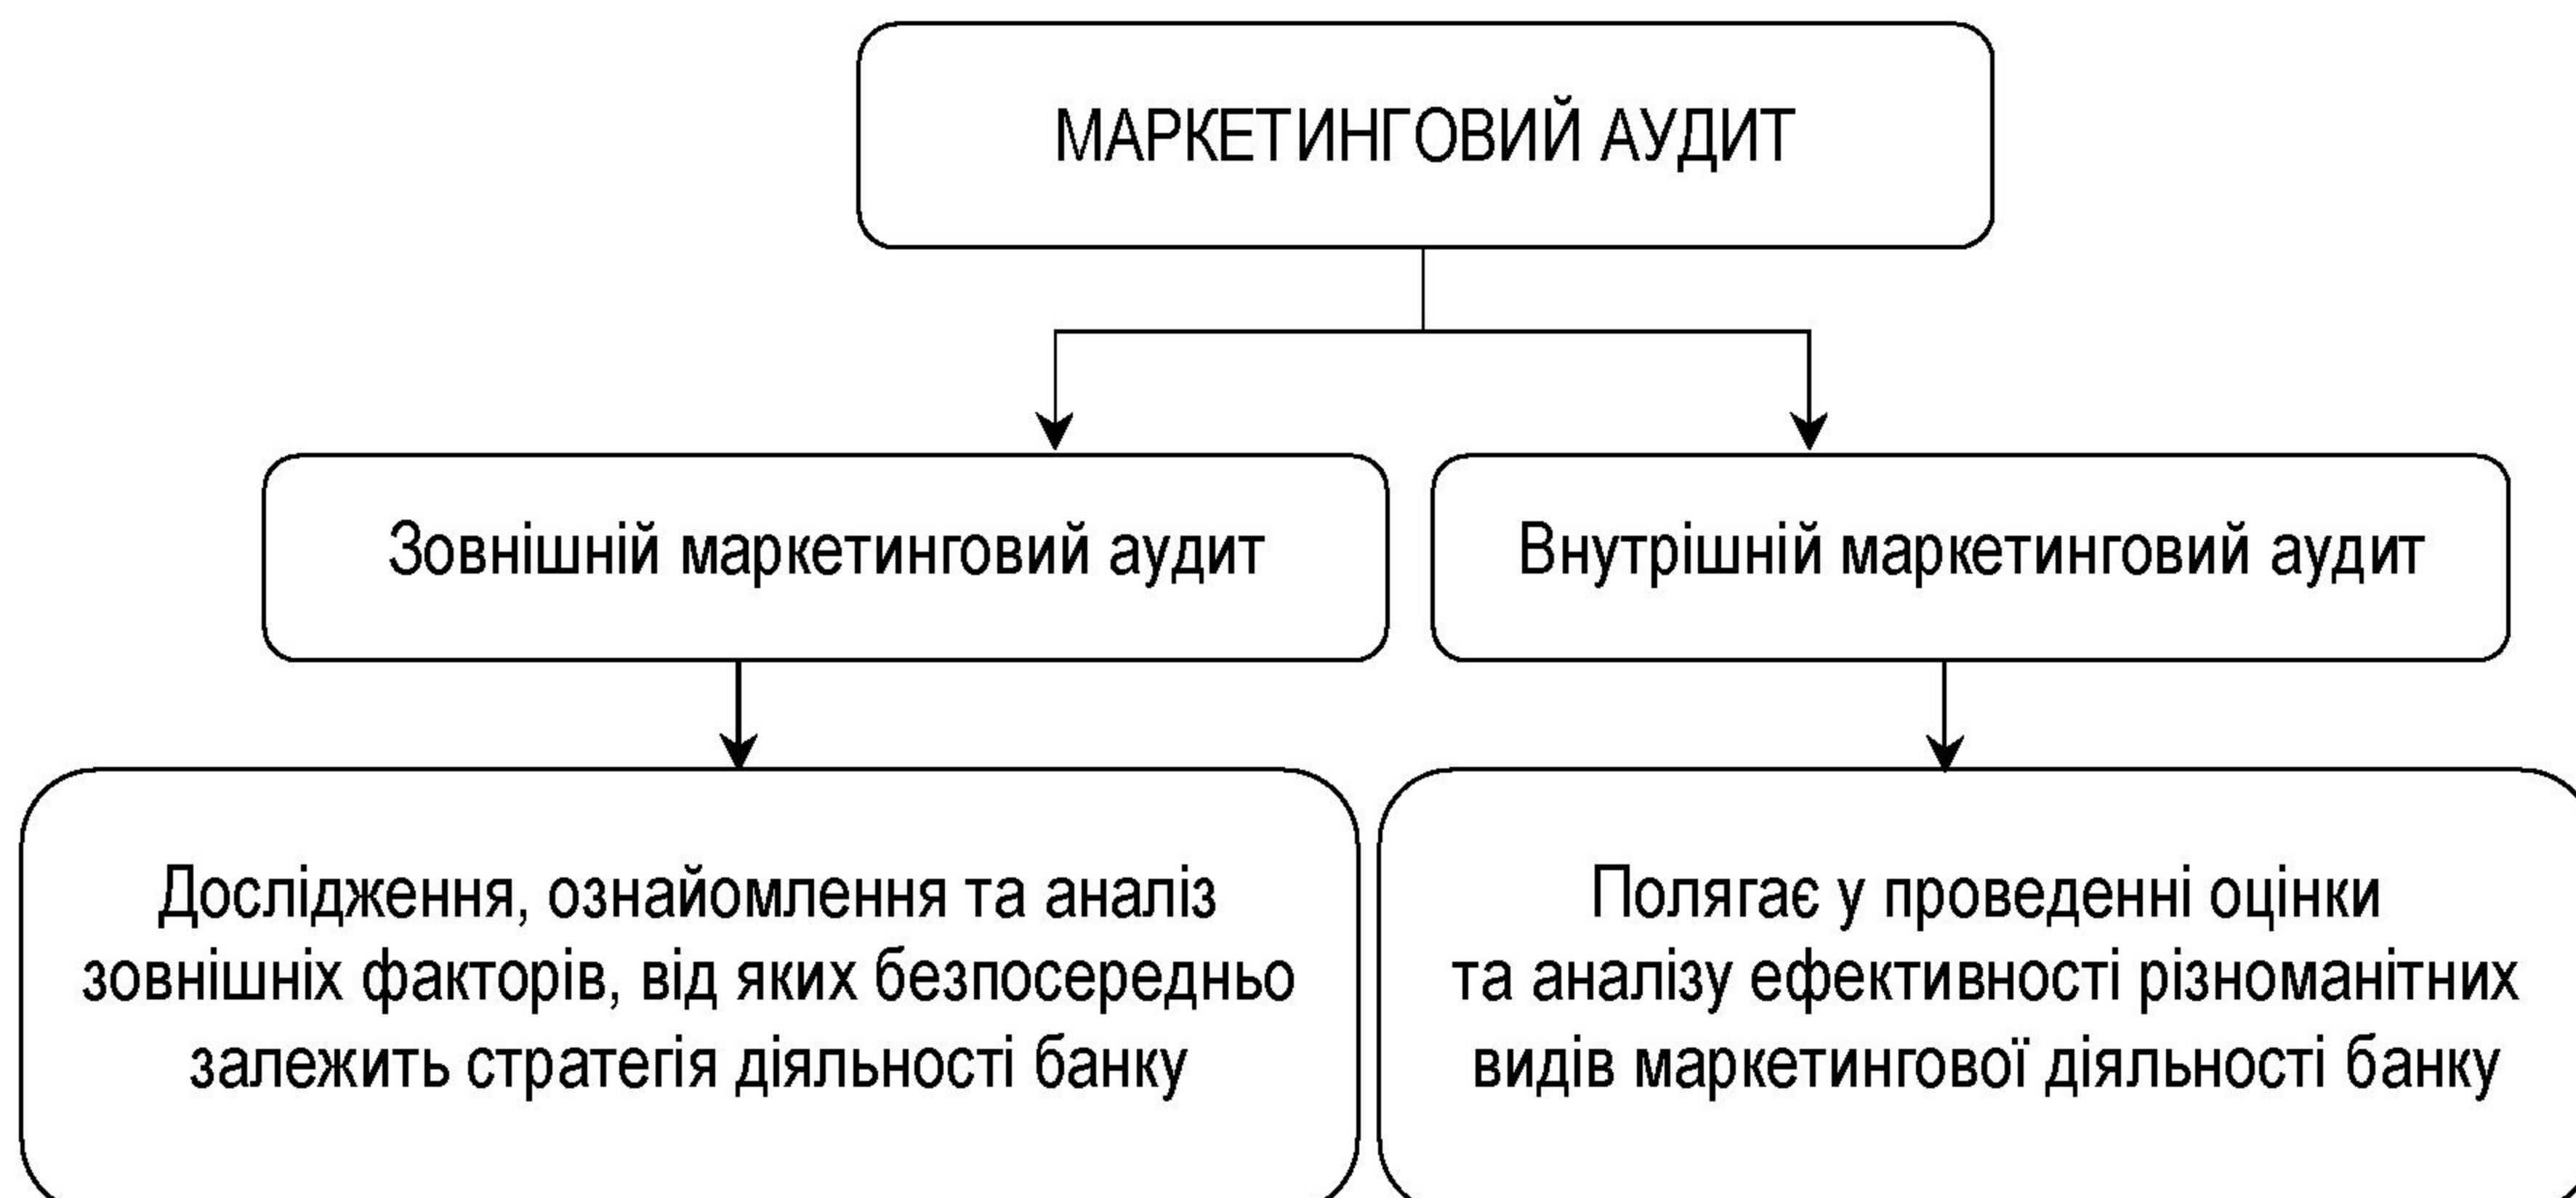 МАРКЕТИНГОВИЙ АУДИТ
Зовнішній маркетинговий аудит
Внутрішній маркетинговий аудит
Дослідження, ознайомлення та аналіз
зовнішніх факторів, від яких безпосередньо
залежить стратегія діяльності банку
Полягає у проведенні оцінки
та аналізу ефективності різноманітних
видів маркетингової діяльності банку